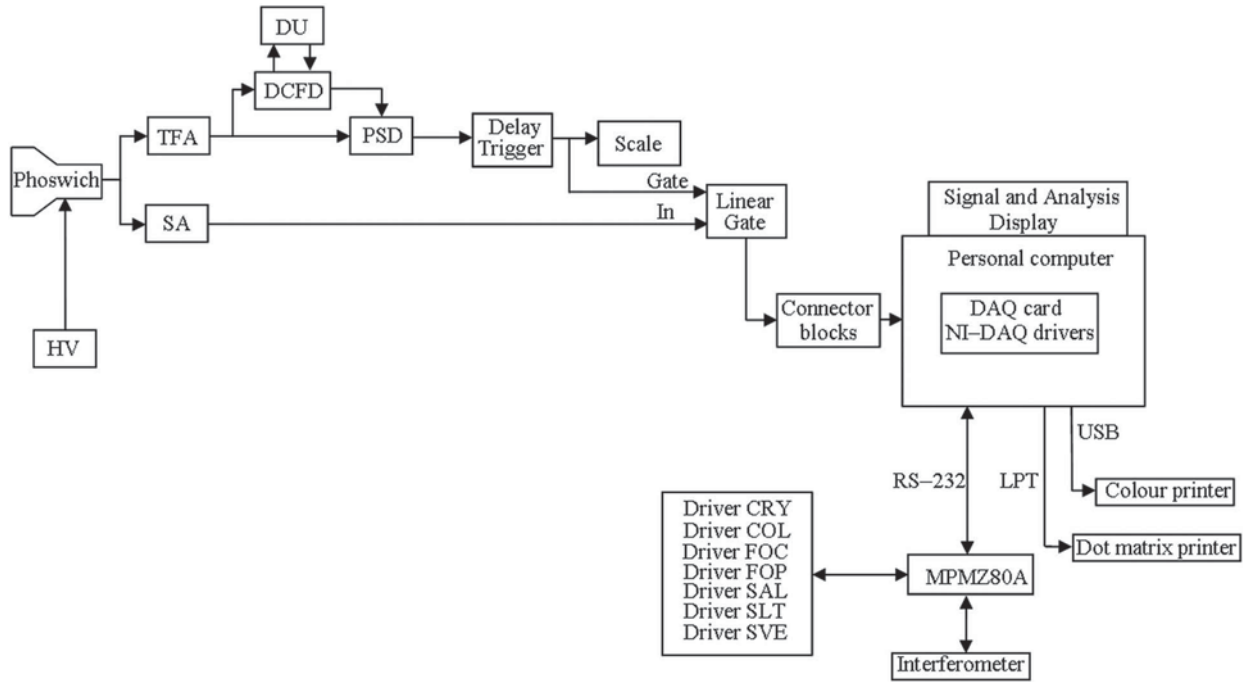 DU
DCFD
TFA
PSD
Delay
Trigger
Scale
Phoswich
Gate
SA
In
Linear
Gate
HV
Signal and Analysis
Display
Personal computer
DAQ card
NI–DAQ drivers
Connector
blocks
USB
RS–232
LPT
Colour printer
Dot matrix printer
Driver CRY
Driver COL
Driver FOC
Driver FOP
Driver SAL
Driver SLT
Driver SVE
MPMZ80A
Interferometer